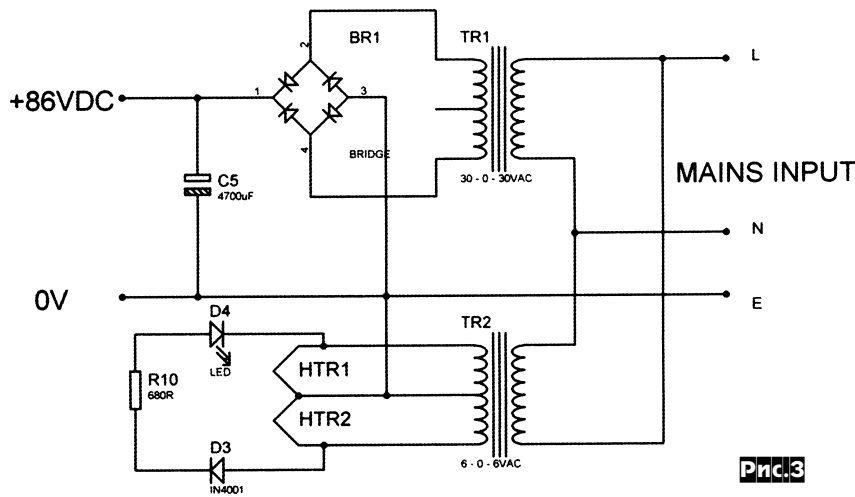 BR1
TR1
2
L
+86VDC
1
3
C5
4700uF
4
BRIDGE
30 - 0 - 30VAC
MAINS INPUT
N
0V
E
D4
LED
TR2
HTR1
R10
680R
HTR2
D3
IN4001
6 - 0 - 6VAC
Рис.3